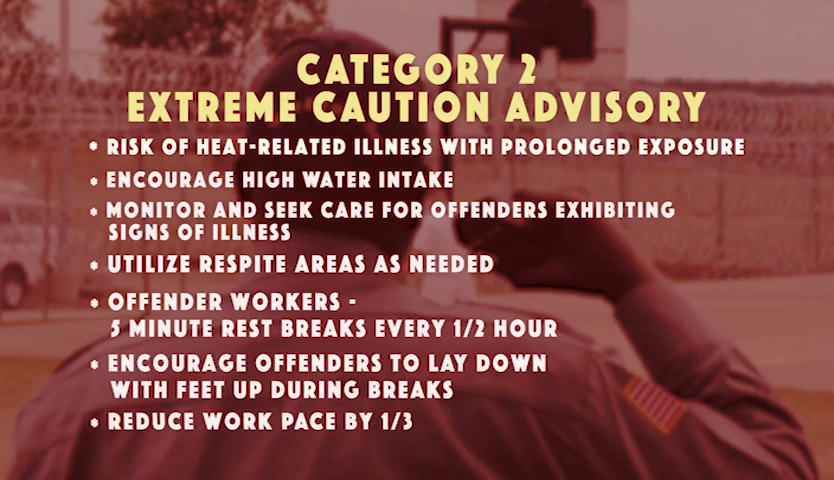 CATEGORY 2
EXTREME CAUTION ADVISORY
* RISK OF HEAT-RELATED ILLNESS WITH PROLONGED EXPOSURE
* ENCOURAGE HIGH WATER INTAKE
* MONITOR AND SEEK CARE FOR OFFENDERS EXHIBITING
SIGNS OF ILLNESS
* UTILIZE RESPITE AREAS AS NEEDED
* OFFENDER WORKERS -
5 MINUTE REST BREAKS EVERY 1/2 HOUR
* ENCOURAGE OFFENDERS TO LAY DOWN
WITH FEET UP DURING BREAKS
* REDUCE WORK PACE BY 1/3